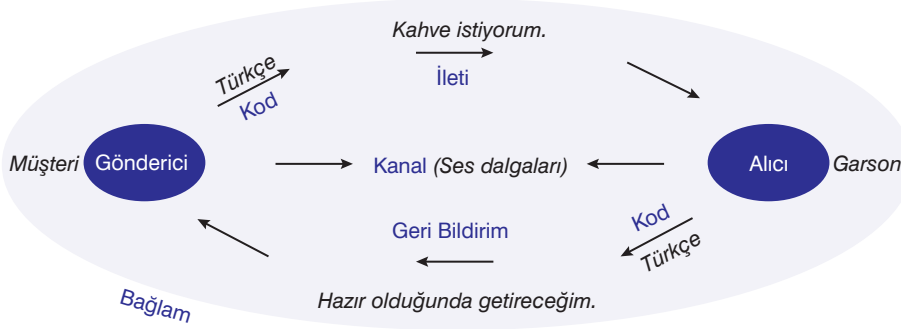 Kahve istiyorum.
Türkçe
İleti
Kod
Müşteri Gönderici Kanal (Ses dalgaları) Alıcı Garson
Kod
Geri Bildirim
Türkçe
Bağlam
Hazır olduğunda getireceğim.